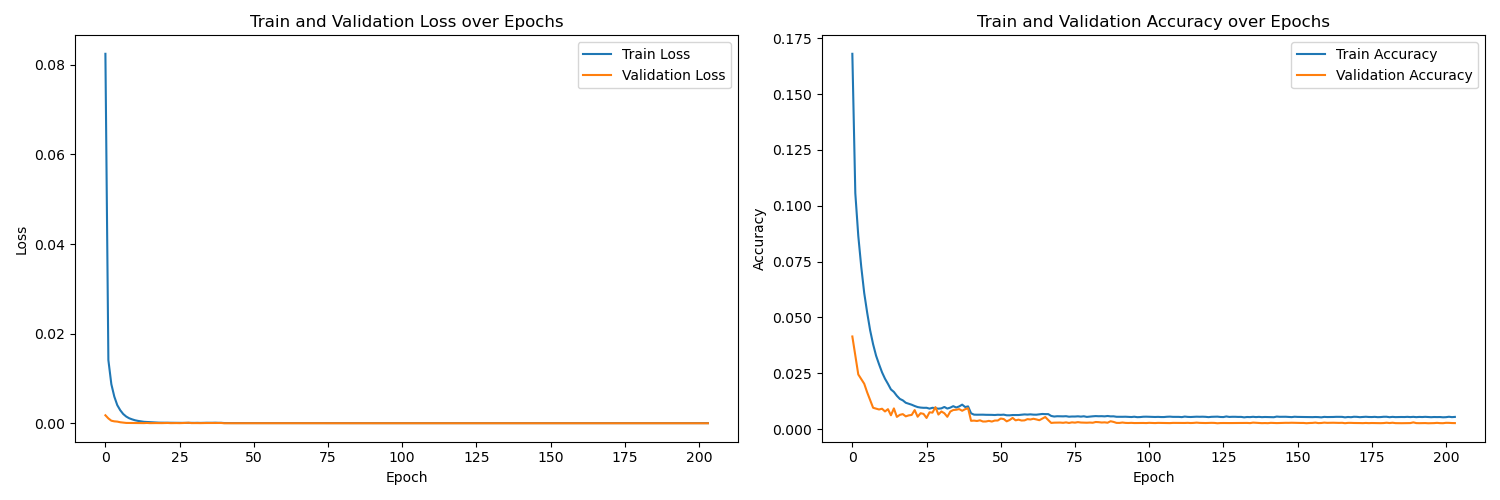 Train and Validation Loss over Epochs
Train Loss
Validation Loss
0.08
0.06
0.04
0.02
0.00
Loss
0 25 50 75 100 125 150 175 200
Epoch
Train and Validation Accuracy over Epochs
Train Accuracy
Validation Accuracy
0.175
0.150
0.125
0.100
0.075
0.050
0.025
0.000
Accuracy
0 25 50 75 100 125 150 175 200
Epoch